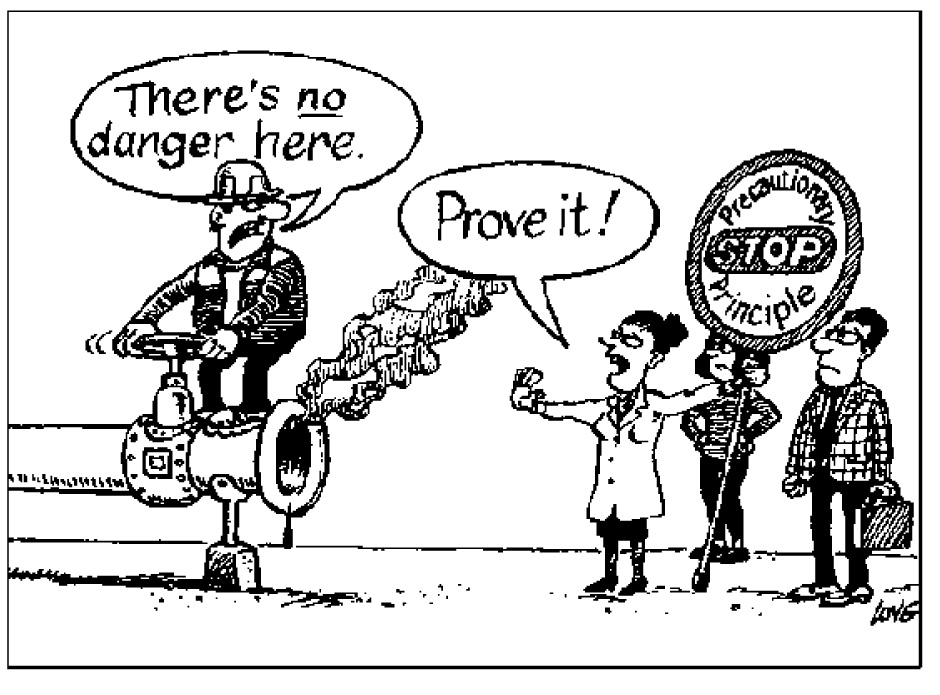 There's no
danger here.
Prove it!
Precautionary
STOP
Principle
LONG